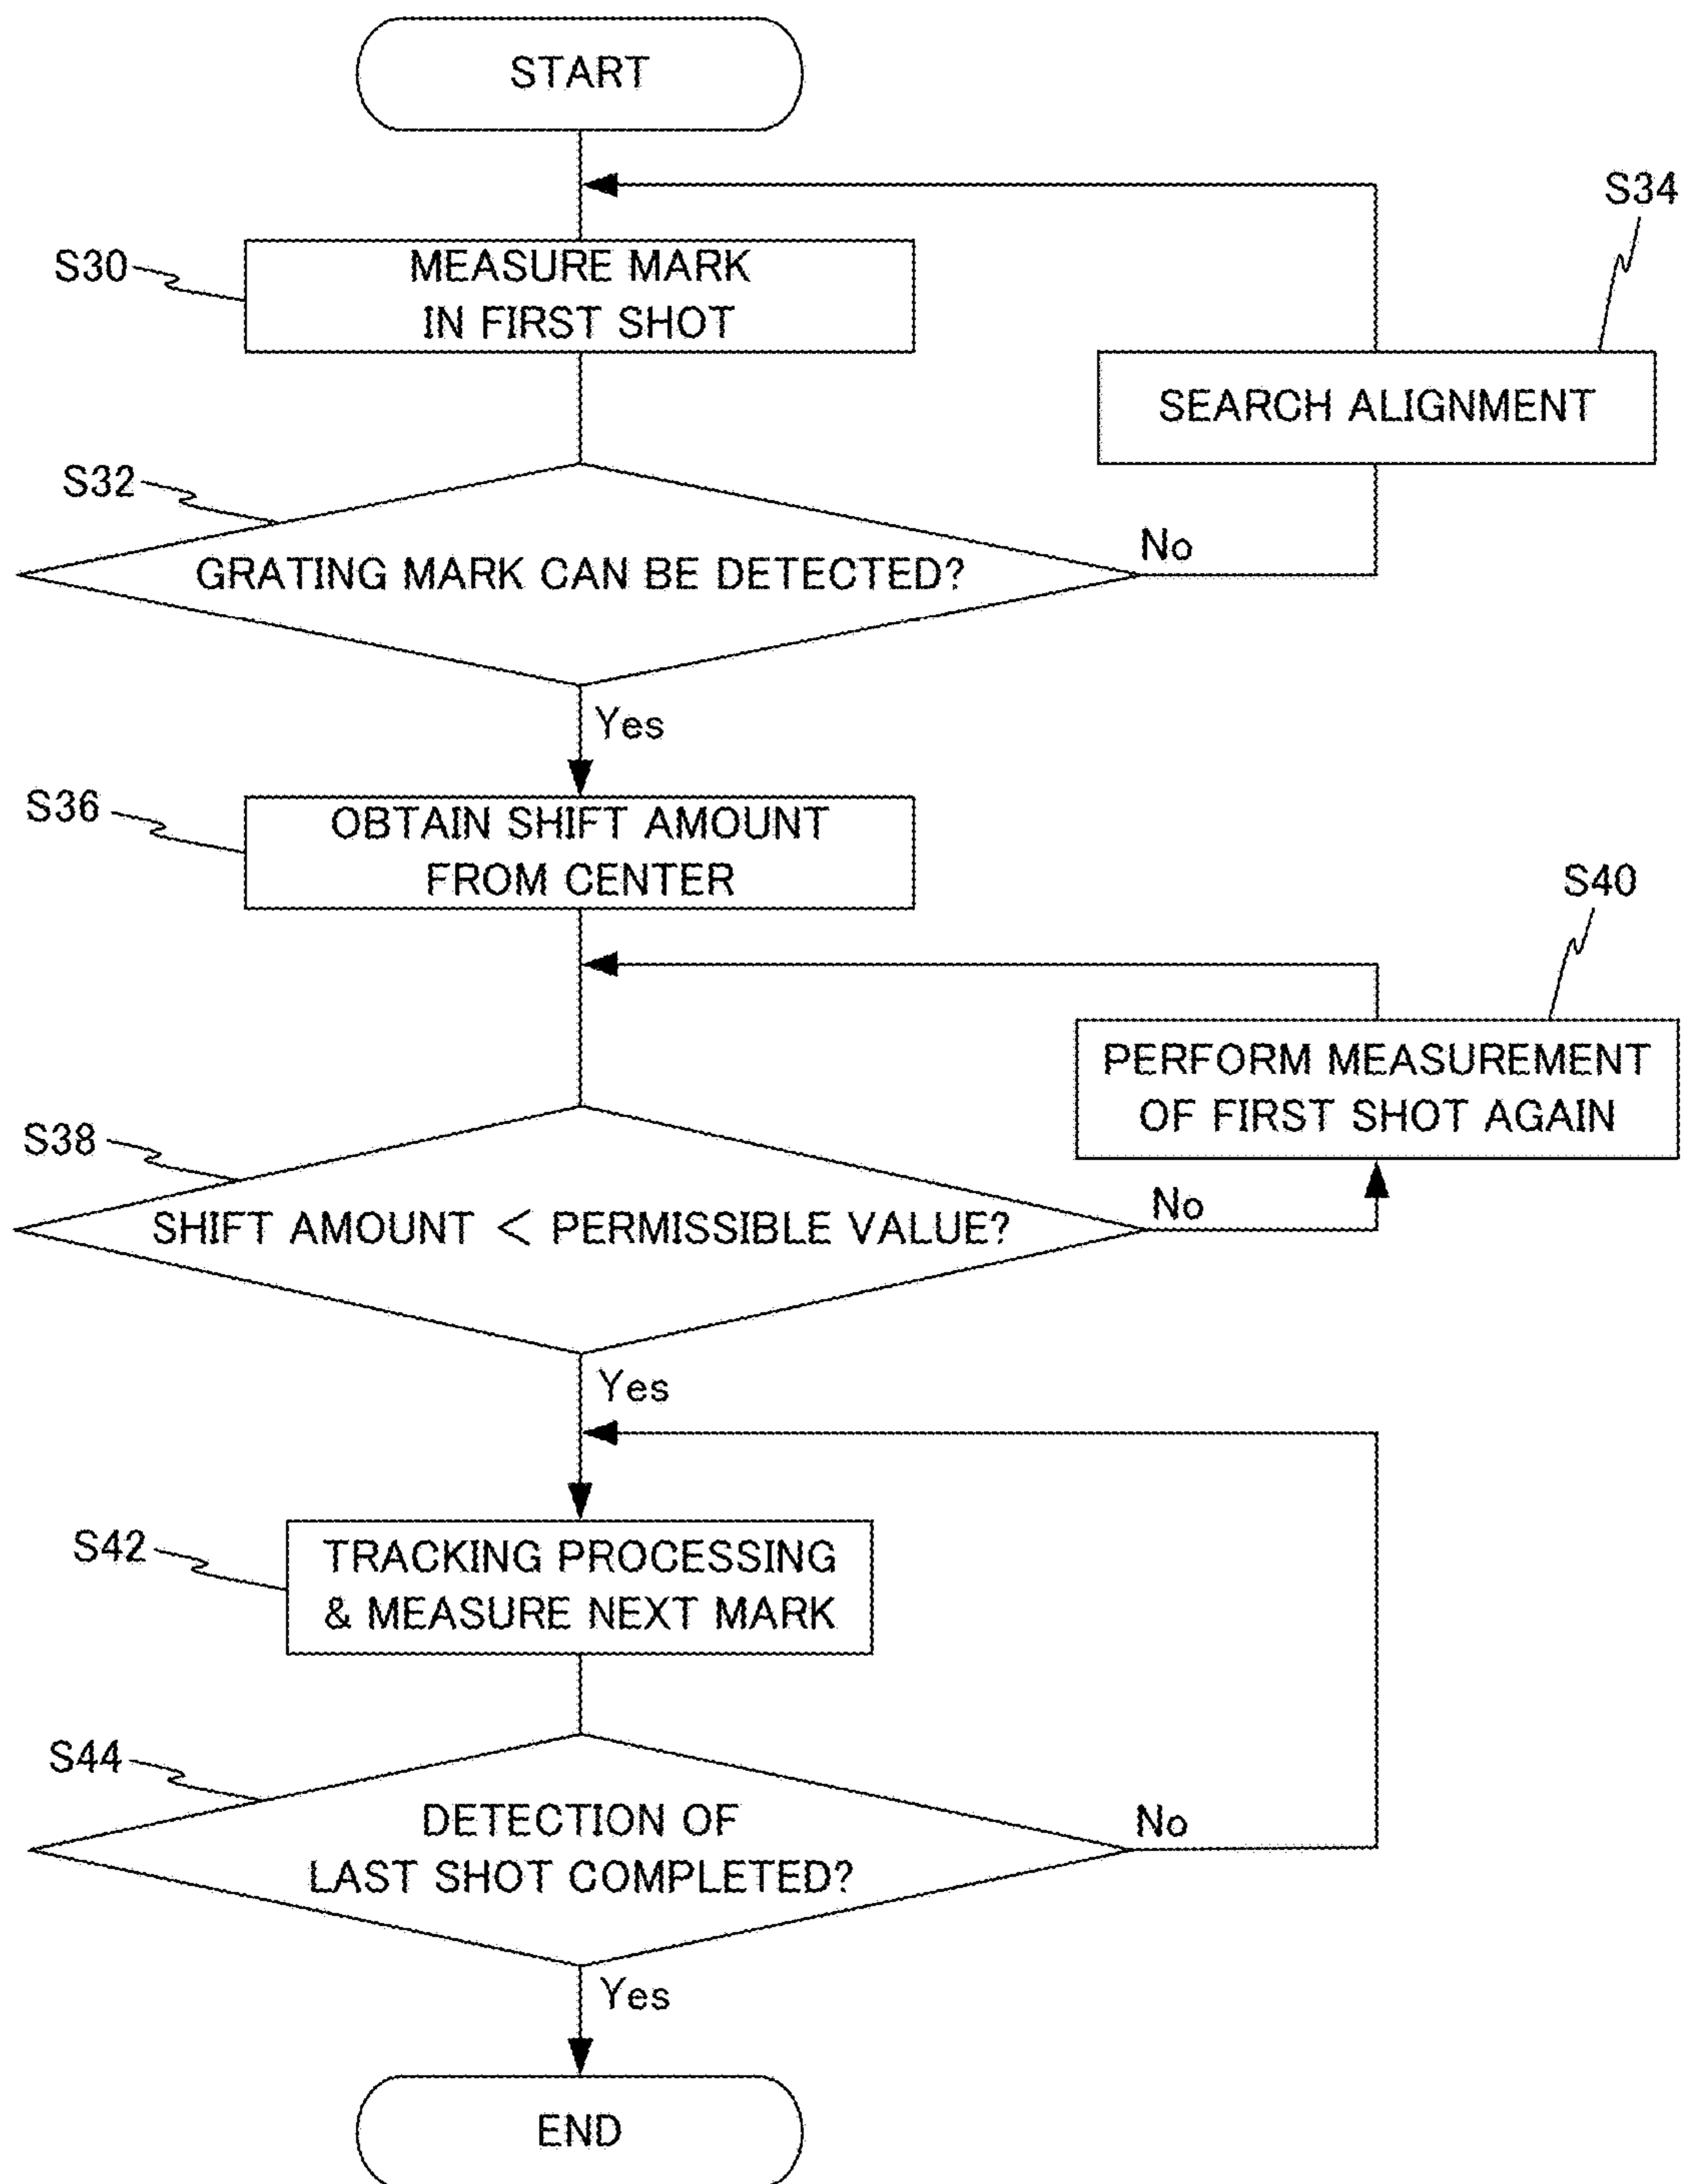 START
S34
S30
MEASURE MARK
IN FIRST SHOT
SEARCH ALIGNMENT
S32
GRATING MARK CAN BE DETECTED?
No
Yes
S36
OBTAIN SHIFT AMOUNT
FROM CENTER
S40
PERFORM MEASUREMENT
OF FIRST SHOT AGAIN
S38
SHIFT AMOUNT < PERMISSIBLE VALUE?
No
Yes
S42
TRACKING PROCESSING
& MEASURE NEXT MARK
S44
DETECTION OF
LAST SHOT COMPLETED?
No
Yes
END